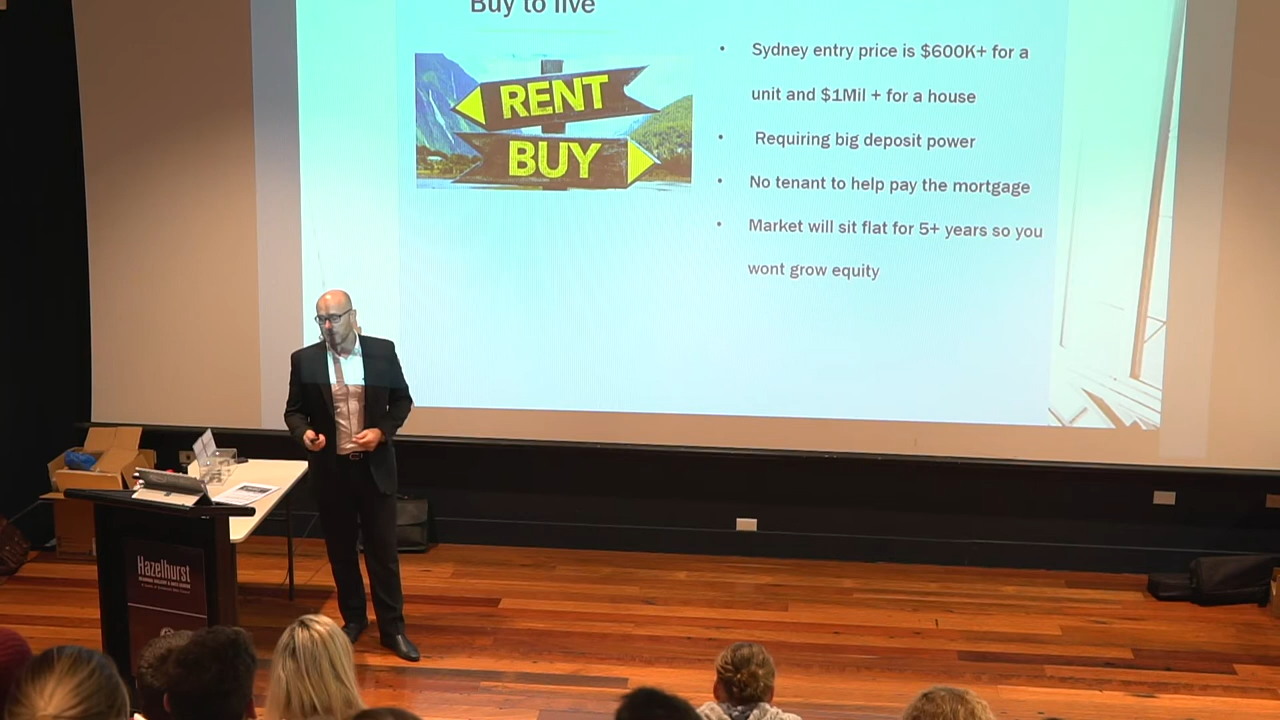 Buy to live
RENT
BUY
• Sydney entry price is $600K+ for a
unit and $1Mil + for a house
• Requiring big deposit power
• No tenant to help pay the mortgage
• Market will sit flat for 5+ years so you
wont grow equity
Hazelhurst